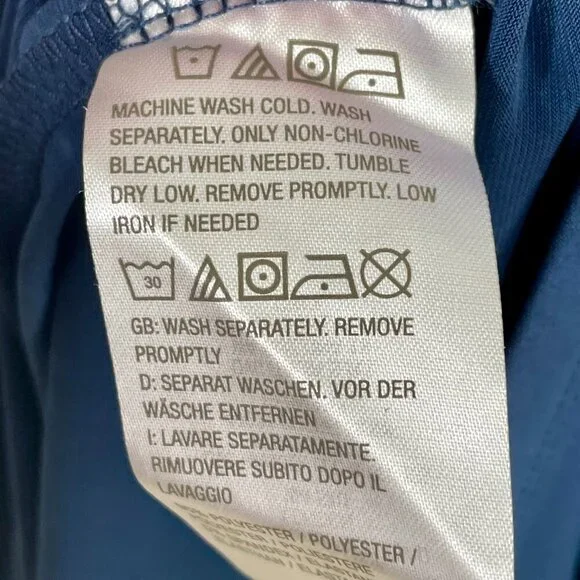 MACHINE WASH COLD. WASH
SEPARATELY. ONLY NON-CHLORINE
BLEACH WHEN NEEDED. TUMBLE
DRY LOW. REMOVE PROMPTLY. LOW
IRON IF NEEDED
30
GB: WASH SEPARATELY. REMOVE
PROMPTLY
D: SEPARAT WASCHEN. VOR DER
WÄSCHE ENTFERNEN
I: LAVARE SEPARATAMENTE.
RIMUOVERE SUBITO DOPO IL
LAVAGGIO
POLYESTER / POLYESTER /